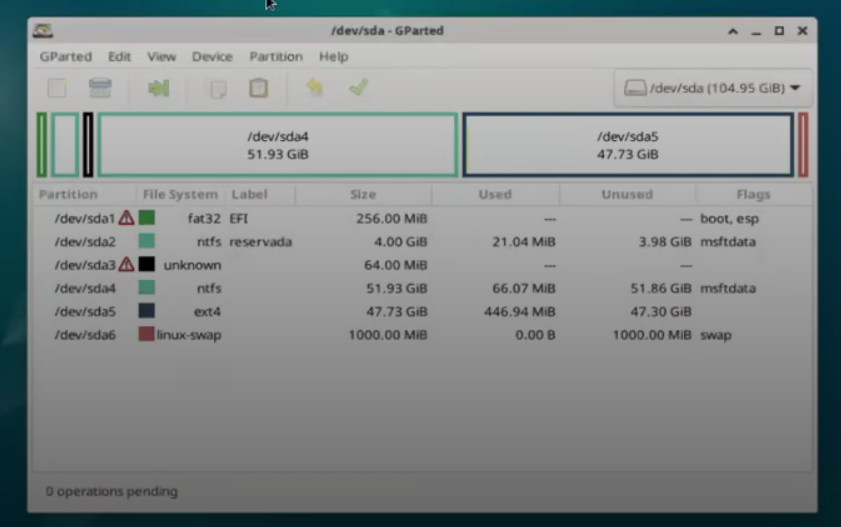 /dev/sda - GParted
GParted Edit View Device Partition Help
/dev/sda (104.95 GiB)
/dev/sda4
51.93 GiB
/dev/sda5
47.73 GiB
Partition File System Label Size Used Unused Flags
/dev/sda1 fat32 EFI 256.00 MiB --- --- boot, esp
/dev/sda2 ntfs reservada 4.00 GiB 21.04 MiB 3.98 GiB msftdata
/dev/sda3 unknown 64.00 MiB --- ---
/dev/sda4 ntfs 51.93 GiB 66.07 MiB 51.86 GiB msftdata
/dev/sda5 ext4 47.73 GiB 446.94 MiB 47.30 GiB
/dev/sda6 linux-swap 1000.00 MiB 0.00 B 1000.00 MiB swap
0 operations pending